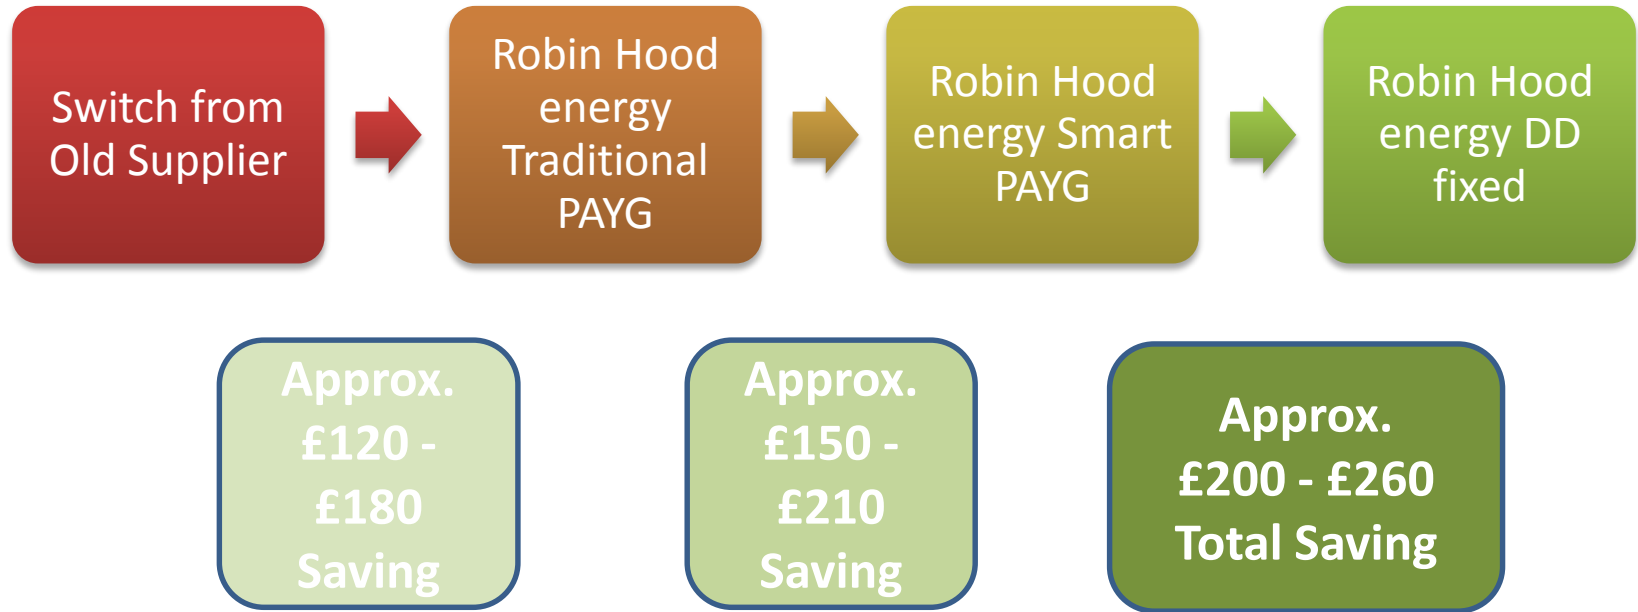 Switch from
Old Supplier
Robin Hood
energy
Traditional
PAYG
Robin Hood
energy Smart
PAYG
Robin Hood
energy DD
fixed
Approx.
£120 -
£180
Saving
Approx.
£150 -
£210
Saving
Approx.
£200 - £260
Total Saving